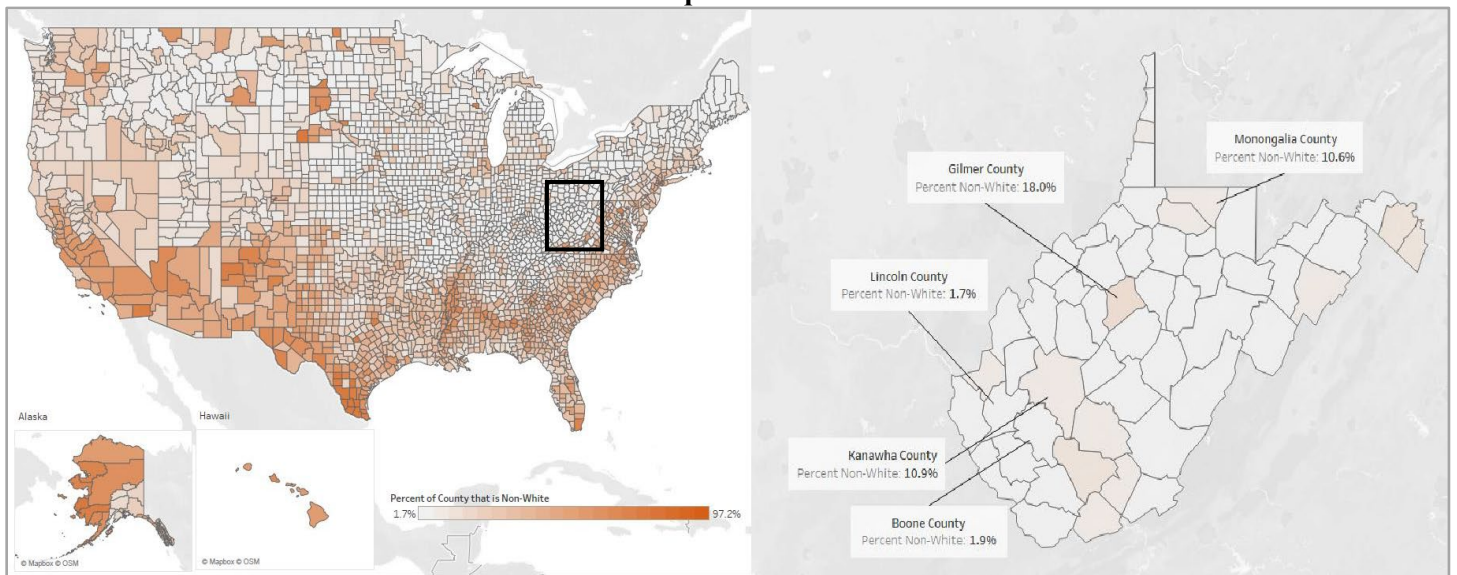 Alaska
Hawaii
© Mapbox © OSM
© Mapbox © OSM
Percent of County that is Non-White
1.7%
97.2%
Monongalia County
Percent Non-White: 10.6%
Gilmer County
Percent Non-White: 18.0%
Lincoln County
Percent Non-White: 1.7%
Kanawha County
Percent Non-White: 10.9%
Boone County
Percent Non-White: 1.9%